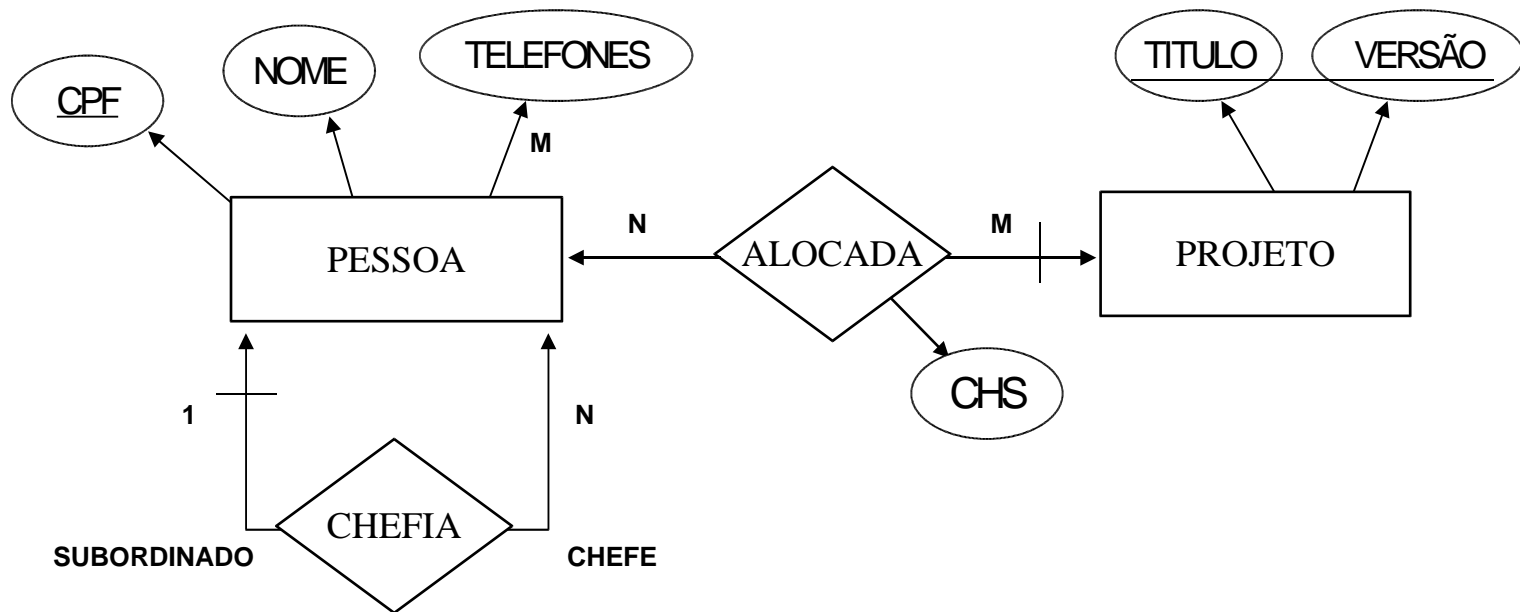 TELEFONES
TITULO
VERSÃO
NOME
CPF
M
N
M
PESSOA
ALOCADA
PROJETO
CHS
1
N
CHEFIA
SUBORDINADO
CHEFE